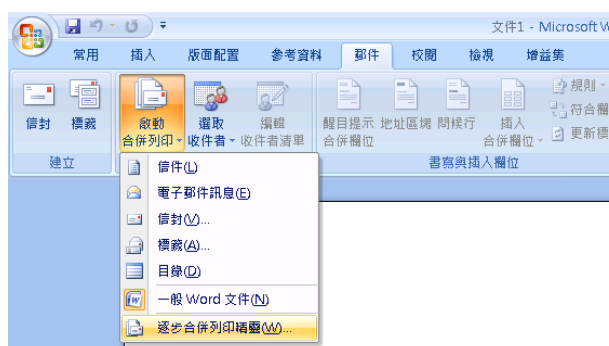 文件1 - Microsoft W
常用 插入 版面配置 參考資料 郵件 校閱 檢視 增益集
信封 標籤 啟動 合併列印 選取 收件者 編輯 收件者清單 醒目提示 合併欄位 地址區塊 問候行 插入 合併欄位 規則
符合欄
更新標
建立 書寫與插入欄位
信件(L)
電子郵件訊息(E)
信封(V)...
標籤(A)...
目錄(D)
一般 Word 文件(N)
逐步合併列印精靈(W)...